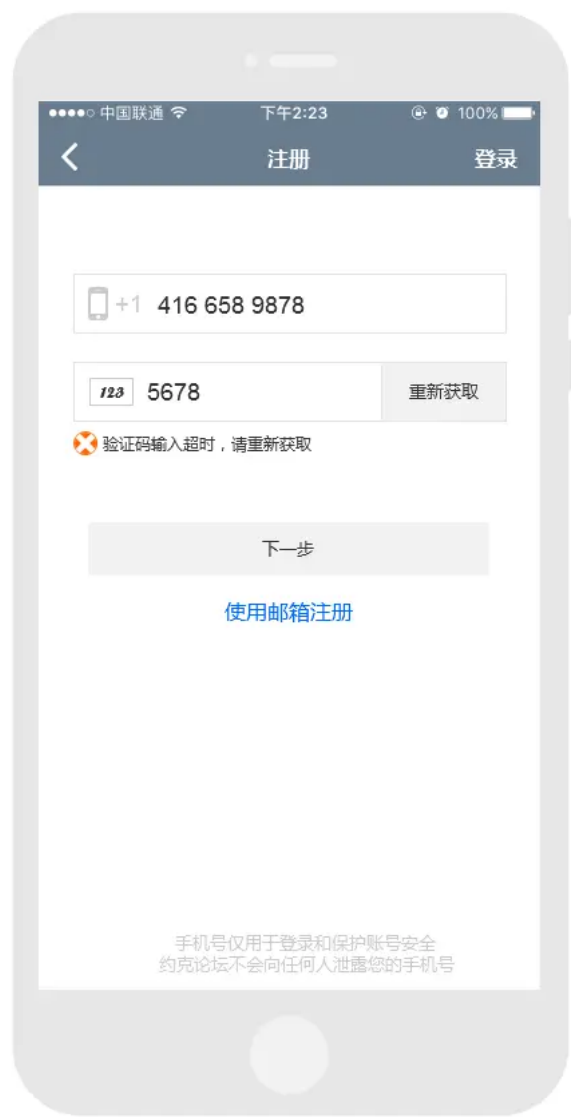 中国联通 下午2:23 100%
注册 登录
+1 416 658 9878
123 5678 重新获取
验证码输入超时，请重新获取
下一步
使用邮箱注册
手机号仅用于登录和保护账号安全
约克论坛不会向任何人泄露您的手机号